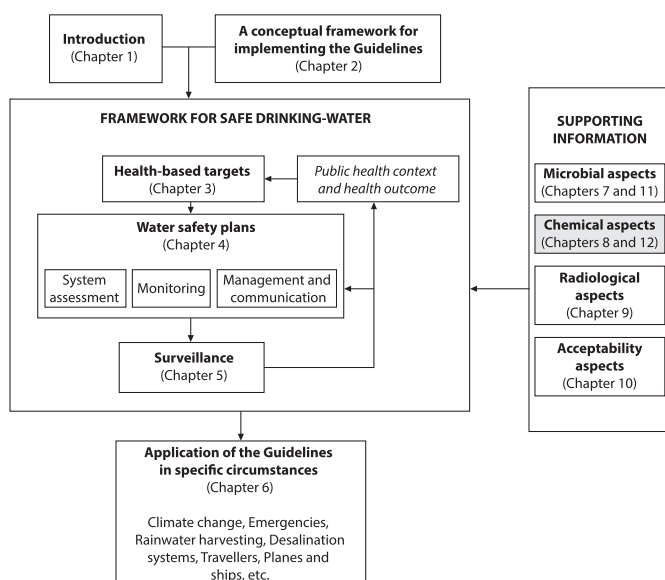 Introduction
(Chapter 1)
A conceptual framework for
implementing the Guidelines
(Chapter 2)
FRAMEWORK FOR SAFE DRINKING-WATER
Health-based targets
(Chapter 3)
Public health context
and health outcome
Water safety plans
(Chapter 4)
System
assessment
Monitoring
Management and
communication
Surveillance
(Chapter 5)
SUPPORTING
INFORMATION
Microbial aspects
(Chapters 7 and 11)
Chemical aspects
(Chapters 8 and 12)
Radiological
aspects
(Chapter 9)
Acceptability
aspects
(Chapter 10)
Application of the Guidelines
in specific circumstances
(Chapter 6)
Climate change, Emergencies,
Rainwater harvesting, Desalination
systems, Travellers, Planes and
ships, etc.